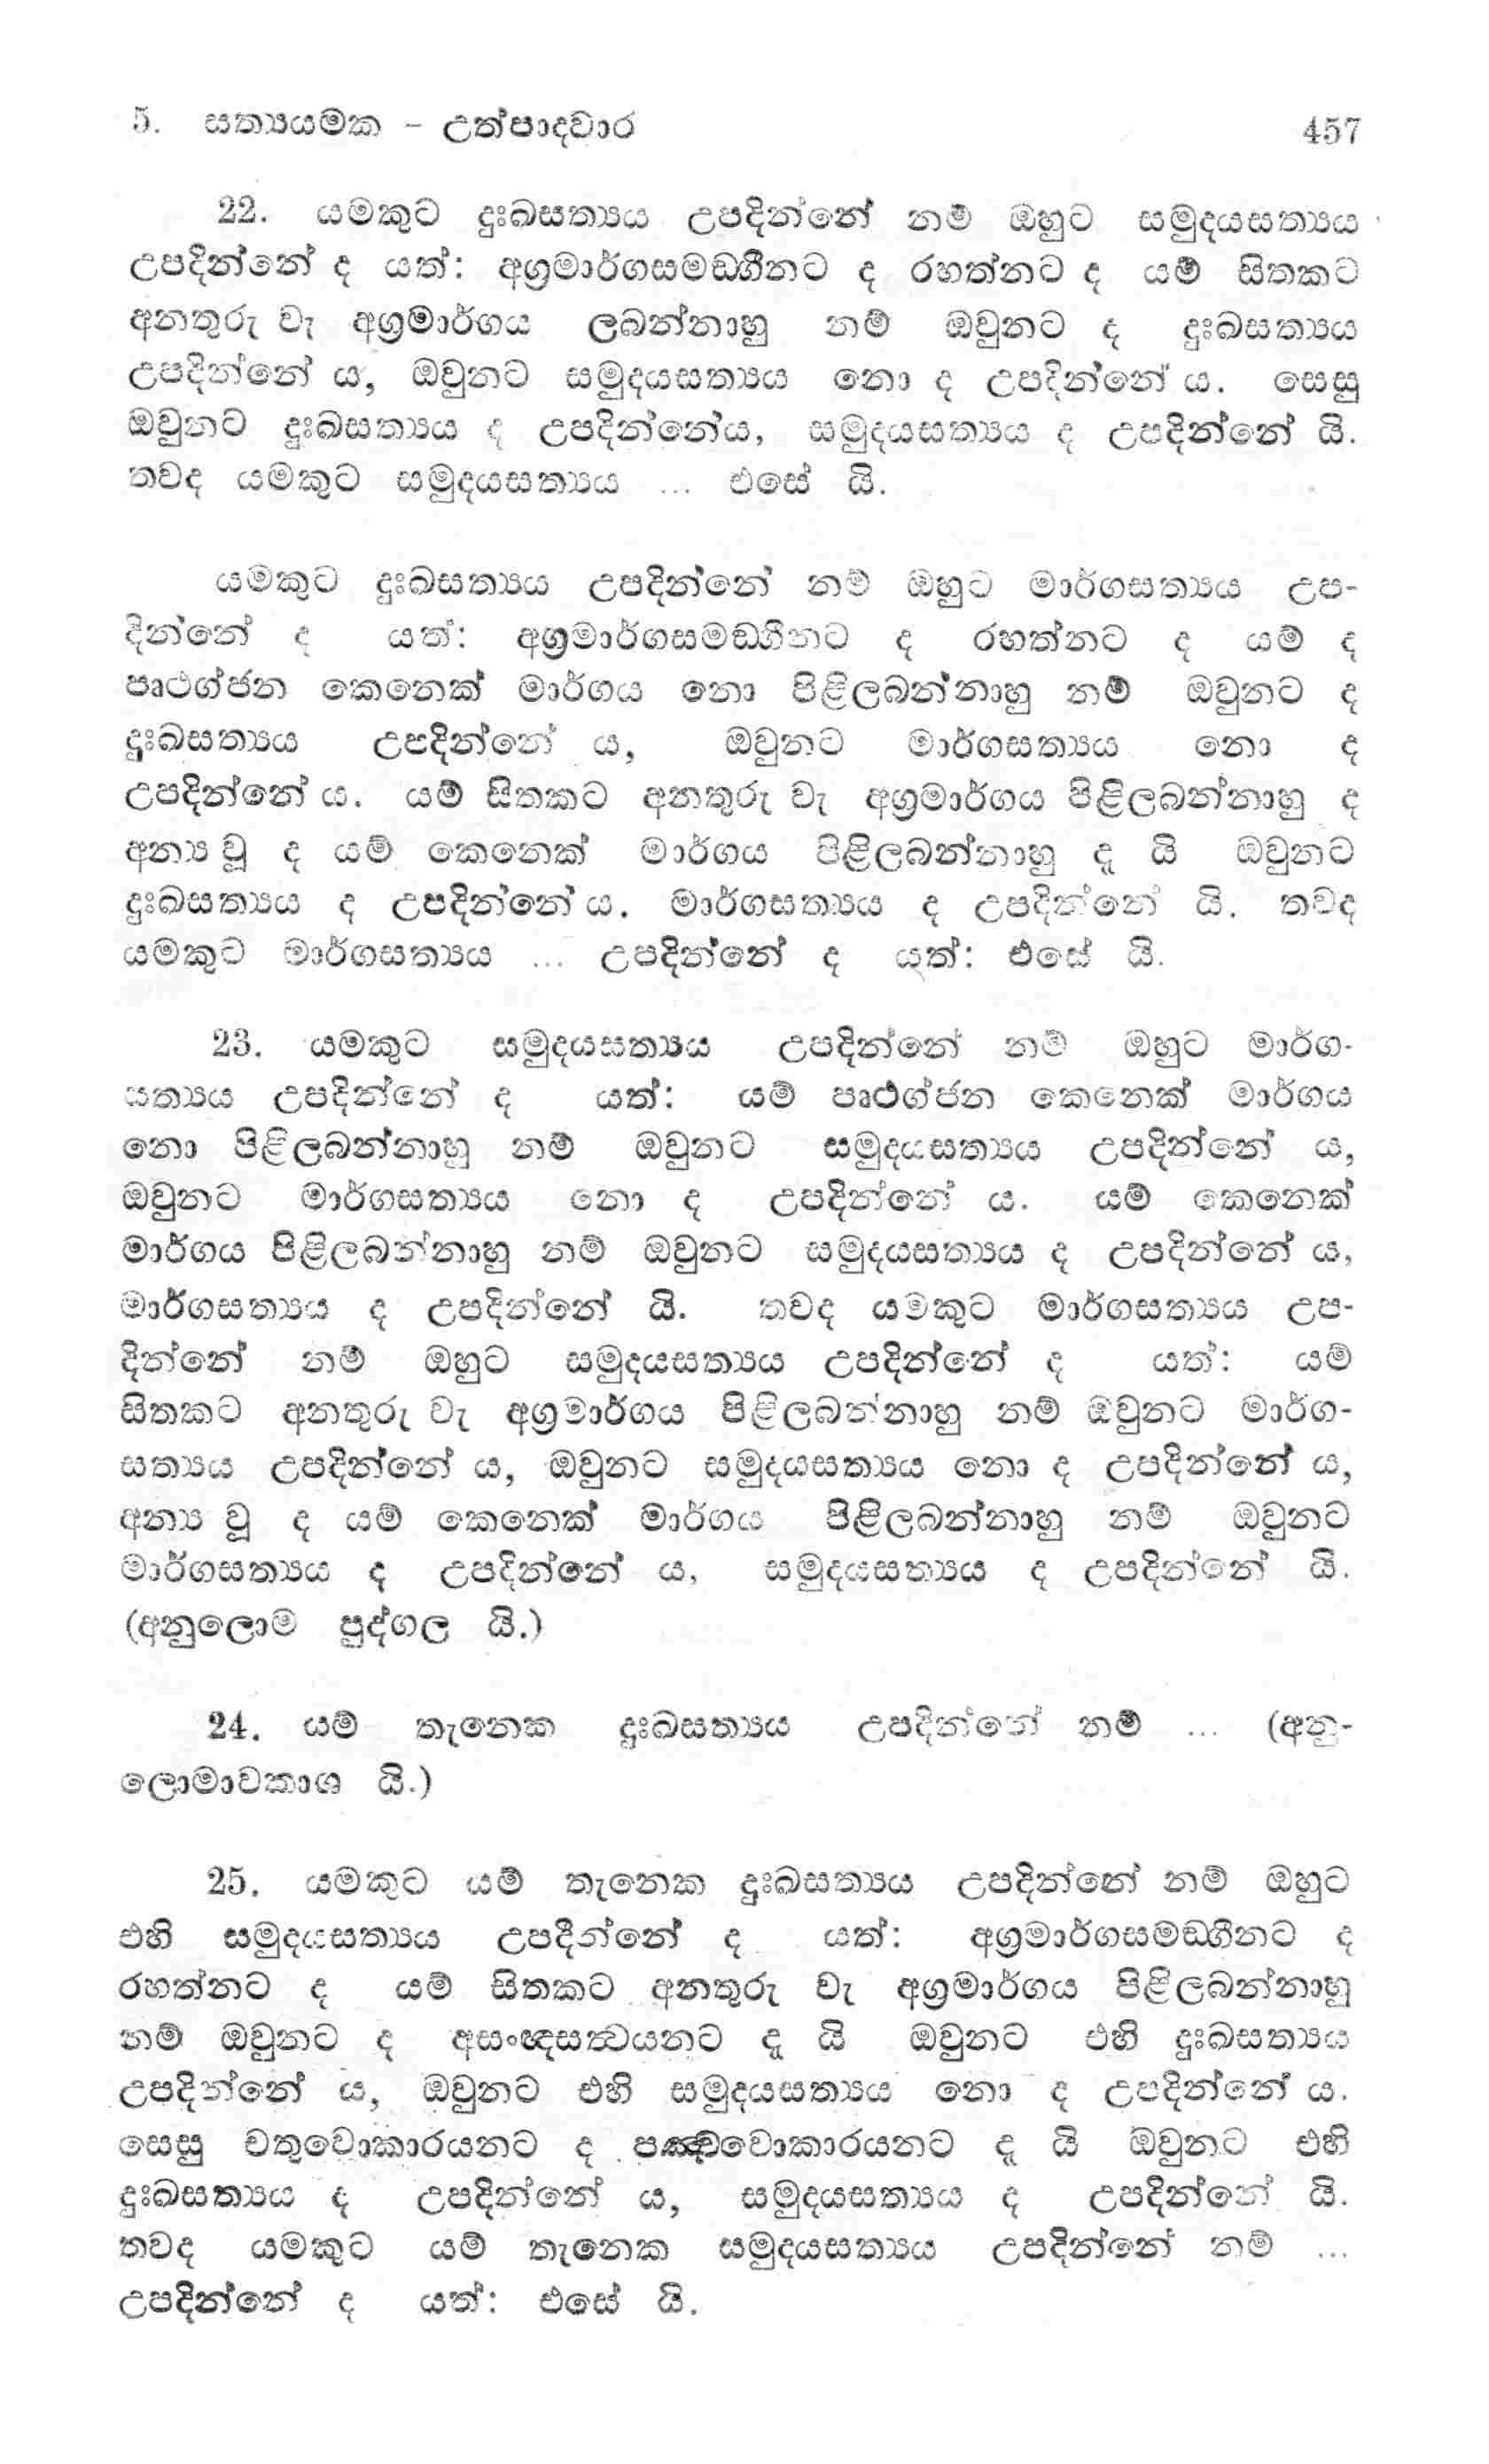 5. සත්‍යයමක - උත්පාදවාර 457
22. යමකුට දුඃඛසත්‍යය උපදින්නේ නම් ඔහුට සමුදයසත්‍යය
උපදින්නේ ද යත්: අග්‍රමාර්ගසමඞ්ගීනට ද රහත්නට ද යම් සිතකට
අනතුරු වැ අග්‍රමාර්ගය ලබන්නාහු නම් ඔවුනට ද දුඃඛසත්‍යය
උපදින්නේ ය, ඔවුනට සමුදයසත්‍යය නො ද උපදින්නේ ය. සෙසු
ඔවුනට දුඃඛසත්‍යය ද උපදින්නේය, සමුදයසත්‍යය ද උපදින්නේ යි.
තවද යමකුට සමුදයසත්‍යය ... එසේ යි.
යමකුට දුඃඛසත්‍යය උපදින්නේ නම් ඔහුට මාර්ගසත්‍යය උප-
දින්නේ ද යත්: අග්‍රමාර්ගසමඞ්ගීනට ද රහත්නට ද යම් ද
පෘථග්ජන කෙනෙක් මාර්ගය නො පිළිලබන්නාහු නම් ඔවුනට ද
දුඃඛසත්‍යය උපදින්නේ ය, ඔවුනට මාර්ගසත්‍යය නො ද
උපදින්නේ ය. යම් සිතකට අනතුරු වැ අග්‍රමාර්ගය පිළිලබන්නාහු ද
අන්‍ය වූ ද යම් කෙනෙක් මාර්ගය පිළිලබන්නාහු ද යි ඔවුනට
දුඃඛසත්‍යය ද උපදින්නේ ය. මාර්ගසත්‍යය ද උපදින්නේ යි. තවද
යමකුට මාර්ගසත්‍යය ... උපදින්නේ ද යත්: එසේ යි.
23. යමකුට සමුදයසත්‍යය උපදින්නේ නම් ඔහුට මාර්ග-
සත්‍යය උපදින්නේ ද යත්: යම් පෘථග්ජන කෙනෙක් මාර්ගය
නො පිළිලබන්නාහු නම් ඔවුනට සමුදයසත්‍යය උපදින්නේ ය,
ඔවුනට මාර්ගසත්‍යය නො ද උපදින්නේ ය. යම් කෙනෙක්
මාර්ගය පිළිලබන්නාහු නම් ඔවුනට සමුදයසත්‍යය ද උපදින්නේ ය,
මාර්ගසත්‍යය ද උපදින්නේ යි. තවද යමකුට මාර්ගසත්‍යය උප-
දින්නේ නම් ඔහුට සමුදයසත්‍යය උපදින්නේ ද යත්: යම්
සිතකට අනතුරු වැ අග්‍රමාර්ගය පිළිලබන්නාහු නම් ඔවුනට මාර්ග-
සත්‍යය උපදින්නේ ය, ඔවුනට සමුදයසත්‍යය නො ද උපදින්නේ ය,
අන්‍ය වූ ද යම් කෙනෙක් මාර්ගය පිළිලබන්නාහු නම් ඔවුනට
මාර්ගසත්‍යය ද උපදින්නේ ය, සමුදයසත්‍යය ද උපදින්නේ යි.
(අනුලොම පුද්ගල යි.)
24. යම් තැනෙක දුඃඛසත්‍යය උපදින්නේ නම් ... (අනු-
ලොමාවකාශ යි.)
25. යමකුට යම් තැනෙක දුඃඛසත්‍යය උපදින්නේ නම් ඔහුට
එහි සමුදයසත්‍යය උපදීන්නේ ද යත්: අග්‍රමාර්ගසමඞ්ගීනට ද
රහත්නට ද යම් සිතකට අනතුරු වැ අග්‍රමාර්ගය පිළිලබන්නාහු
නම් ඔවුනට ද අසංඥසත්‍වයනට ද යි ඔවුනට එහි දුඃඛසත්‍යය
උපදින්නේ ය, ඔවුනට එහි සමුදයසත්‍යය නො ද උපදින්නේ ය.
සෙසු චතුවොකාරයනට ද පඤ්චවොකාරයනට ද යි ඔවුනට එහි
දුඃඛසත්‍යය ද උපදින්නේ ය, සමුදයසත්‍යය ද උපදින්නේ යි.
තවද යමකුට යම් තැනෙක සමුදයසත්‍යය උපදින්නේ නම් ...
උපදින්නේ ද යත්: එසේ යි.